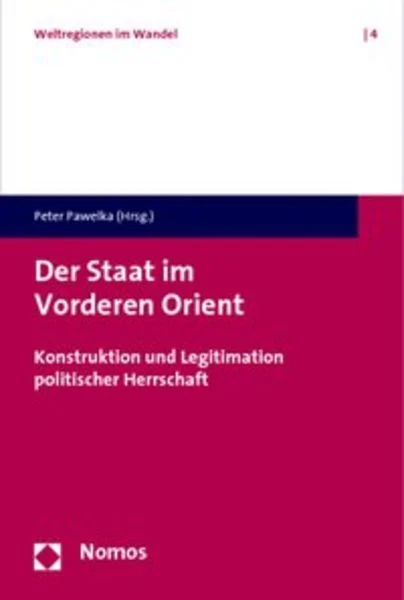 Weltregionen im Wandel | 4
Peter Pawelka (Hrsg.)
Der Staat im
Vorderen Orient
Konstruktion und Legitimation
politischer Herrschaft
Nomos